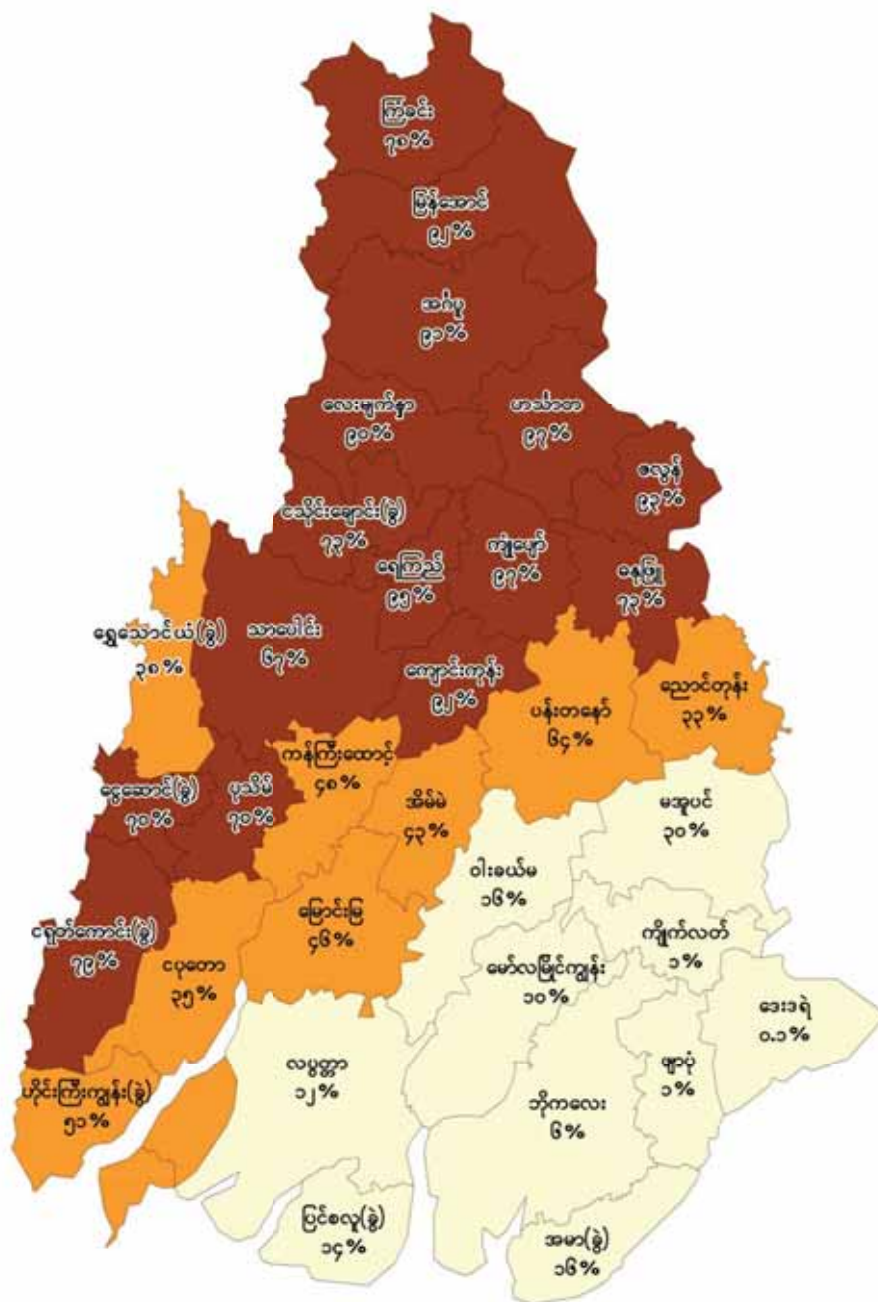 ကြံခင်း
၇၈%
မြန်အောင်
၉၂%
အင်္ဂပူ
၉၁%
လေးမျက်နှာ
၉၀%
ဟင်္သာတ
၉၇%
ဇလွန်
၉၃%
ငသိုင်းချောင်း(ခွဲ)
၇၃%
ရေကြည်
၉၅%
ကျုံပျော်
၉၇%
ဓနုဖြူ
၇၃%
ရွှေသောင်ယံ(ခွဲ)
၃၈%
သာပေါင်း
၆၇%
ကျောင်းကုန်း
၉၂%
ပန်းတနော်
၆၄%
ညောင်တုန်း
၃၃%
ငွေဆောင်(ခွဲ)
၇၀%
ပုသိမ်
၇၀%
ကန်ကြီးထောင့်
၄၈%
အိမ်မဲ
၄၃%
မအူပင်
၃၀%
ဝါးခယ်မ
၁၆%
မြောင်းမြ
၄၆%
ငရုတ်ကောင်း(ခွဲ)
၇၉%
ငပုတော
၃၅%
မော်လမြိုင်ကျွန်း
၁၀%
ကျိုက်လတ်
၁%
ဒေးဒရဲ
၀.၁%
ဟိုင်းကြီးကျွန်း(ခွဲ)
၅၁%
လပွတ္တာ
၁၂%
ဘိုကလေး
၆%
ဖျာပုံ
၁%
ပြင်စလူ(ခွဲ)
၁၄%
အမာ(ခွဲ)
၁၆%